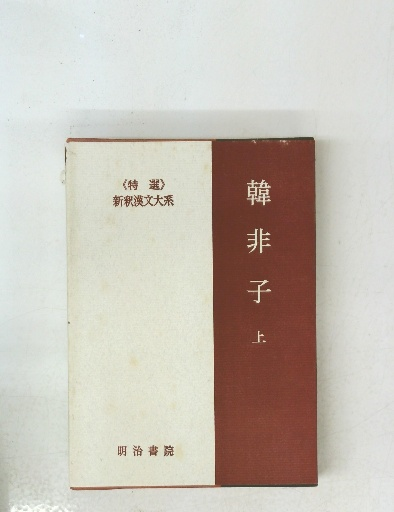 韓非子 上
《特選》
新釈漢文大系
明治書院